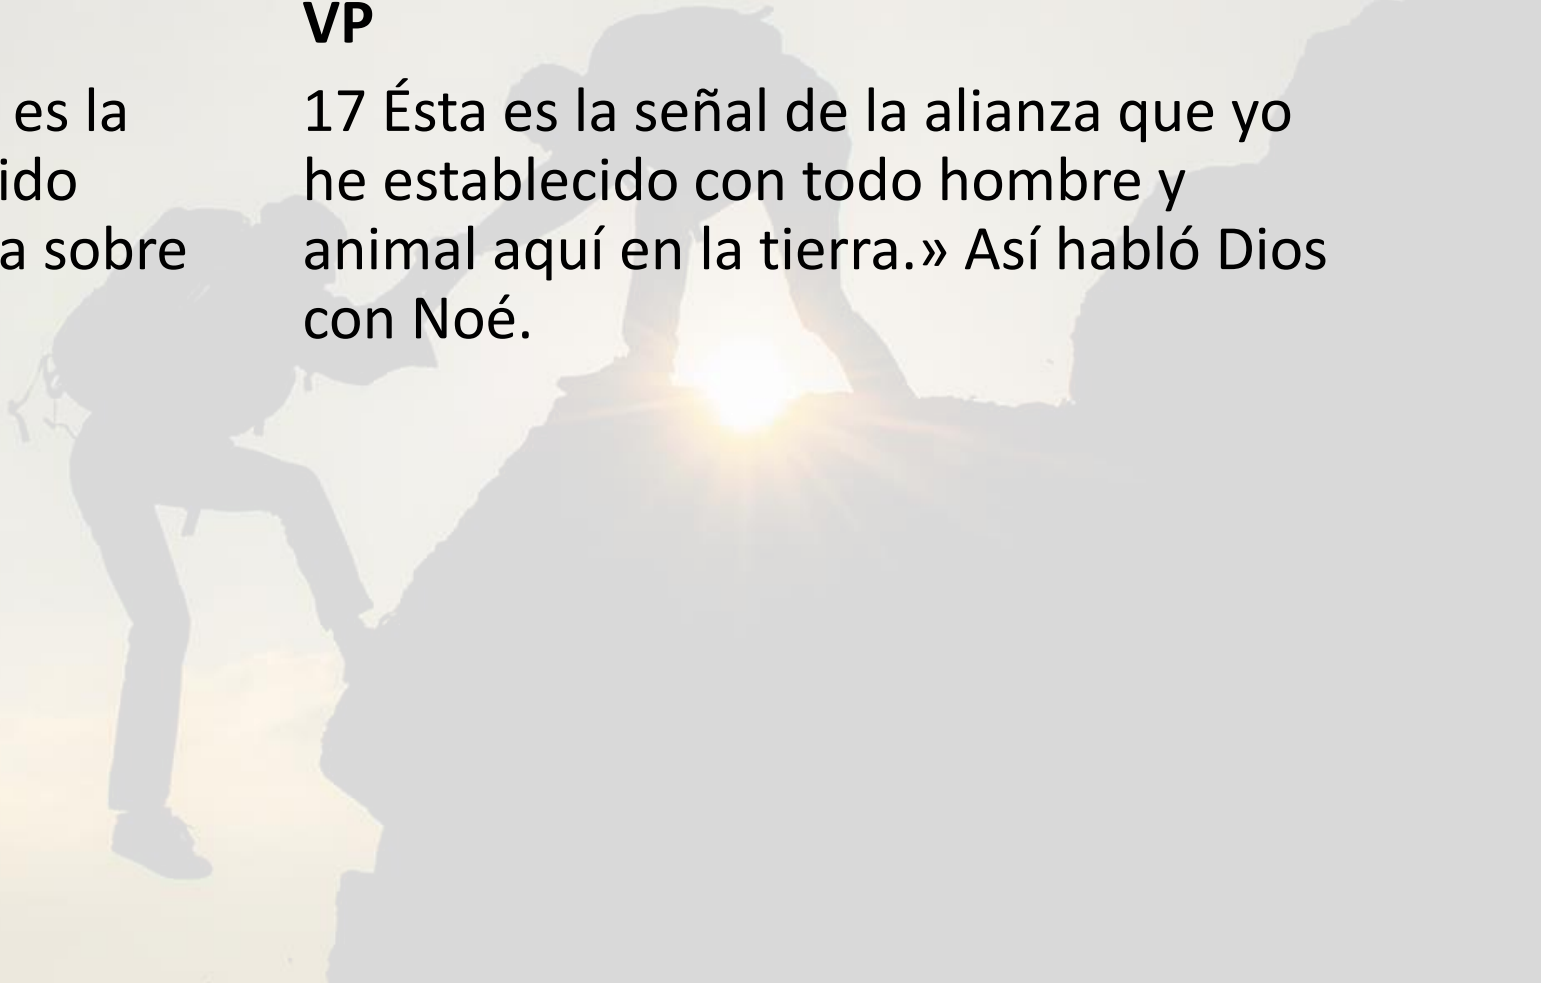 VP
es la
ido
a sobre
17 Ésta es la señal de la alianza que yo
he establecido con todo hombre y
animal aquí en la tierra.» Así habló Dios
con Noé.